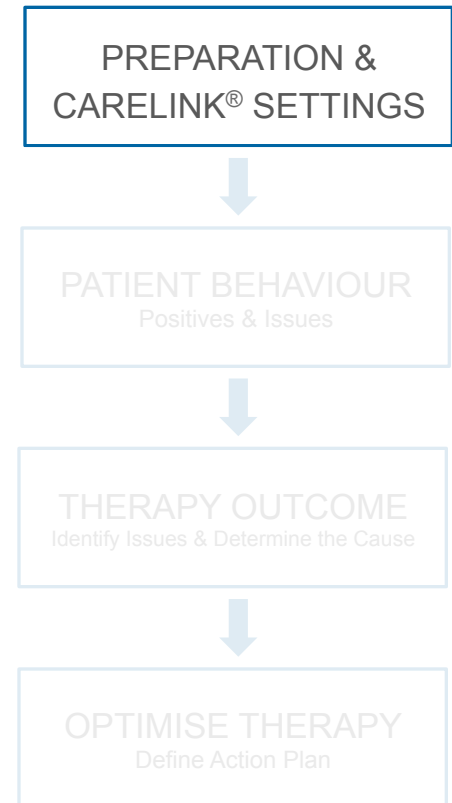 PREPARATION &
CARELINK® SETTINGS
PATIENT BEHAVIOUR
Positives & Issues
THERAPY OUTCOME
Identify Issues & Determine the Cause
OPTIMISE THERAPY
Define Action Plan